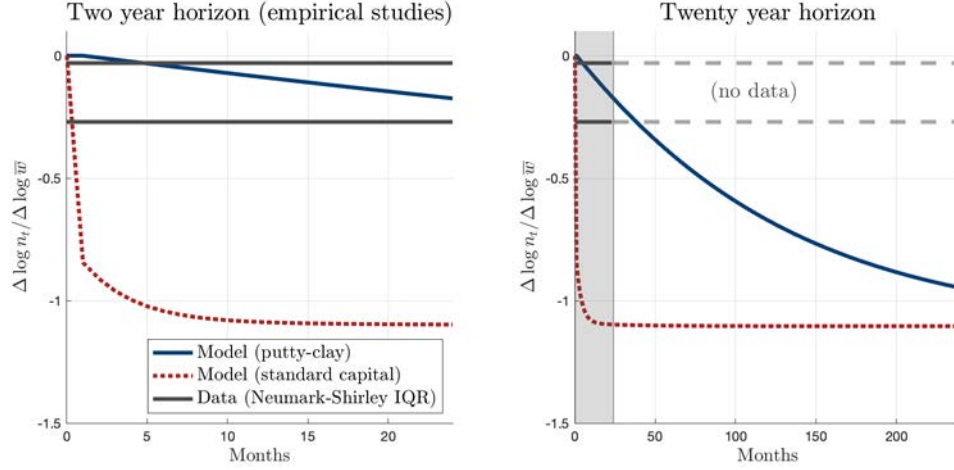 Two year horizon (empirical studies)
0
-0.5
-1
-1.5
Δ log n_t/Δ log w̅
0 5 10 15 20
Months
Model (putty-clay)
Model (standard capital)
Data (Neumark-Shirley IQR)
Twenty year horizon
(no data)
0
-0.5
-1
-1.5
Δ log n_t/Δ log w̅
0 50 100 150 200
Months